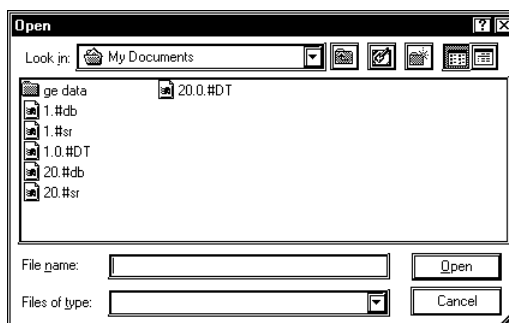 Open
Look in: My Documents
ge data
1.#db
1.#sr
1.0.#DT
20.#db
20.#sr
20.0.#DT
File name:
Open
Files of type:
Cancel